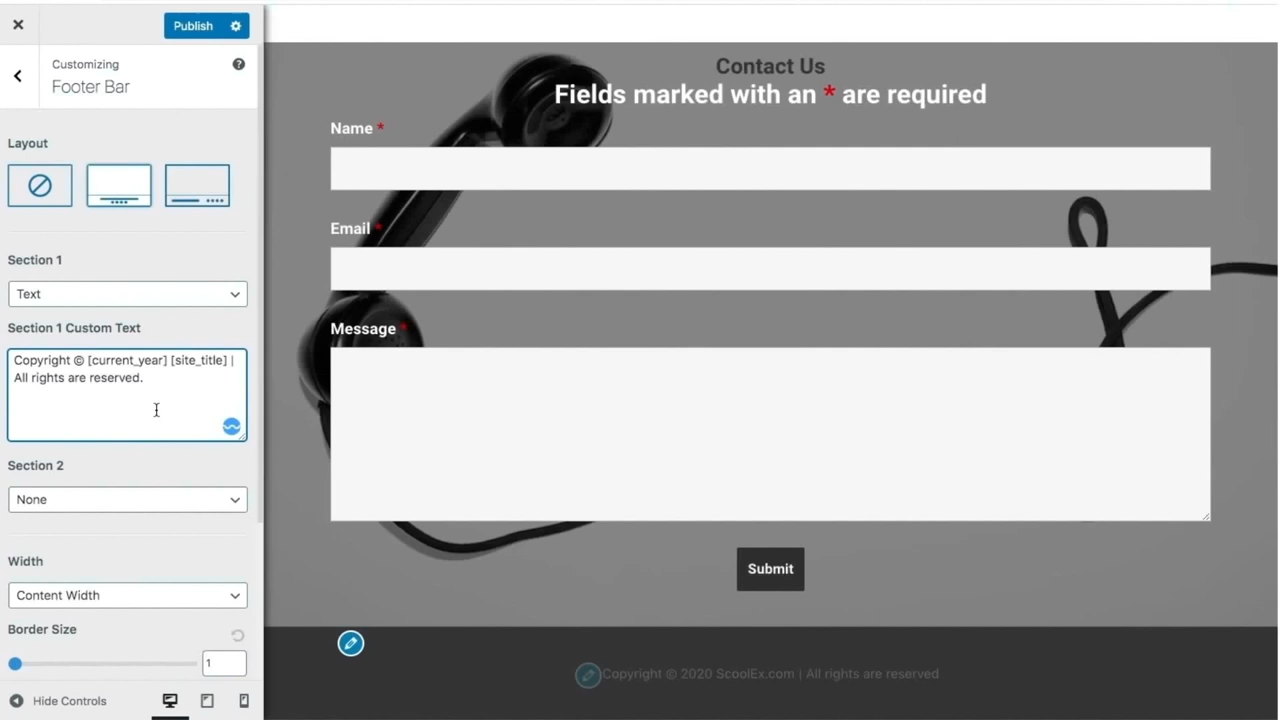 Publish
Customizing
Footer Bar
Layout
Section 1
Text
Section 1 Custom Text
Copyright © [current_year] [site_title] |
All rights are reserved.
Section 2
None
Width
Content Width
Border Size
1
Hide Controls
Contact Us
Fields marked with an * are required
Name *
Email *
Message *
Submit
Copyright © 2020 ScoolEx.com | All rights are reserved